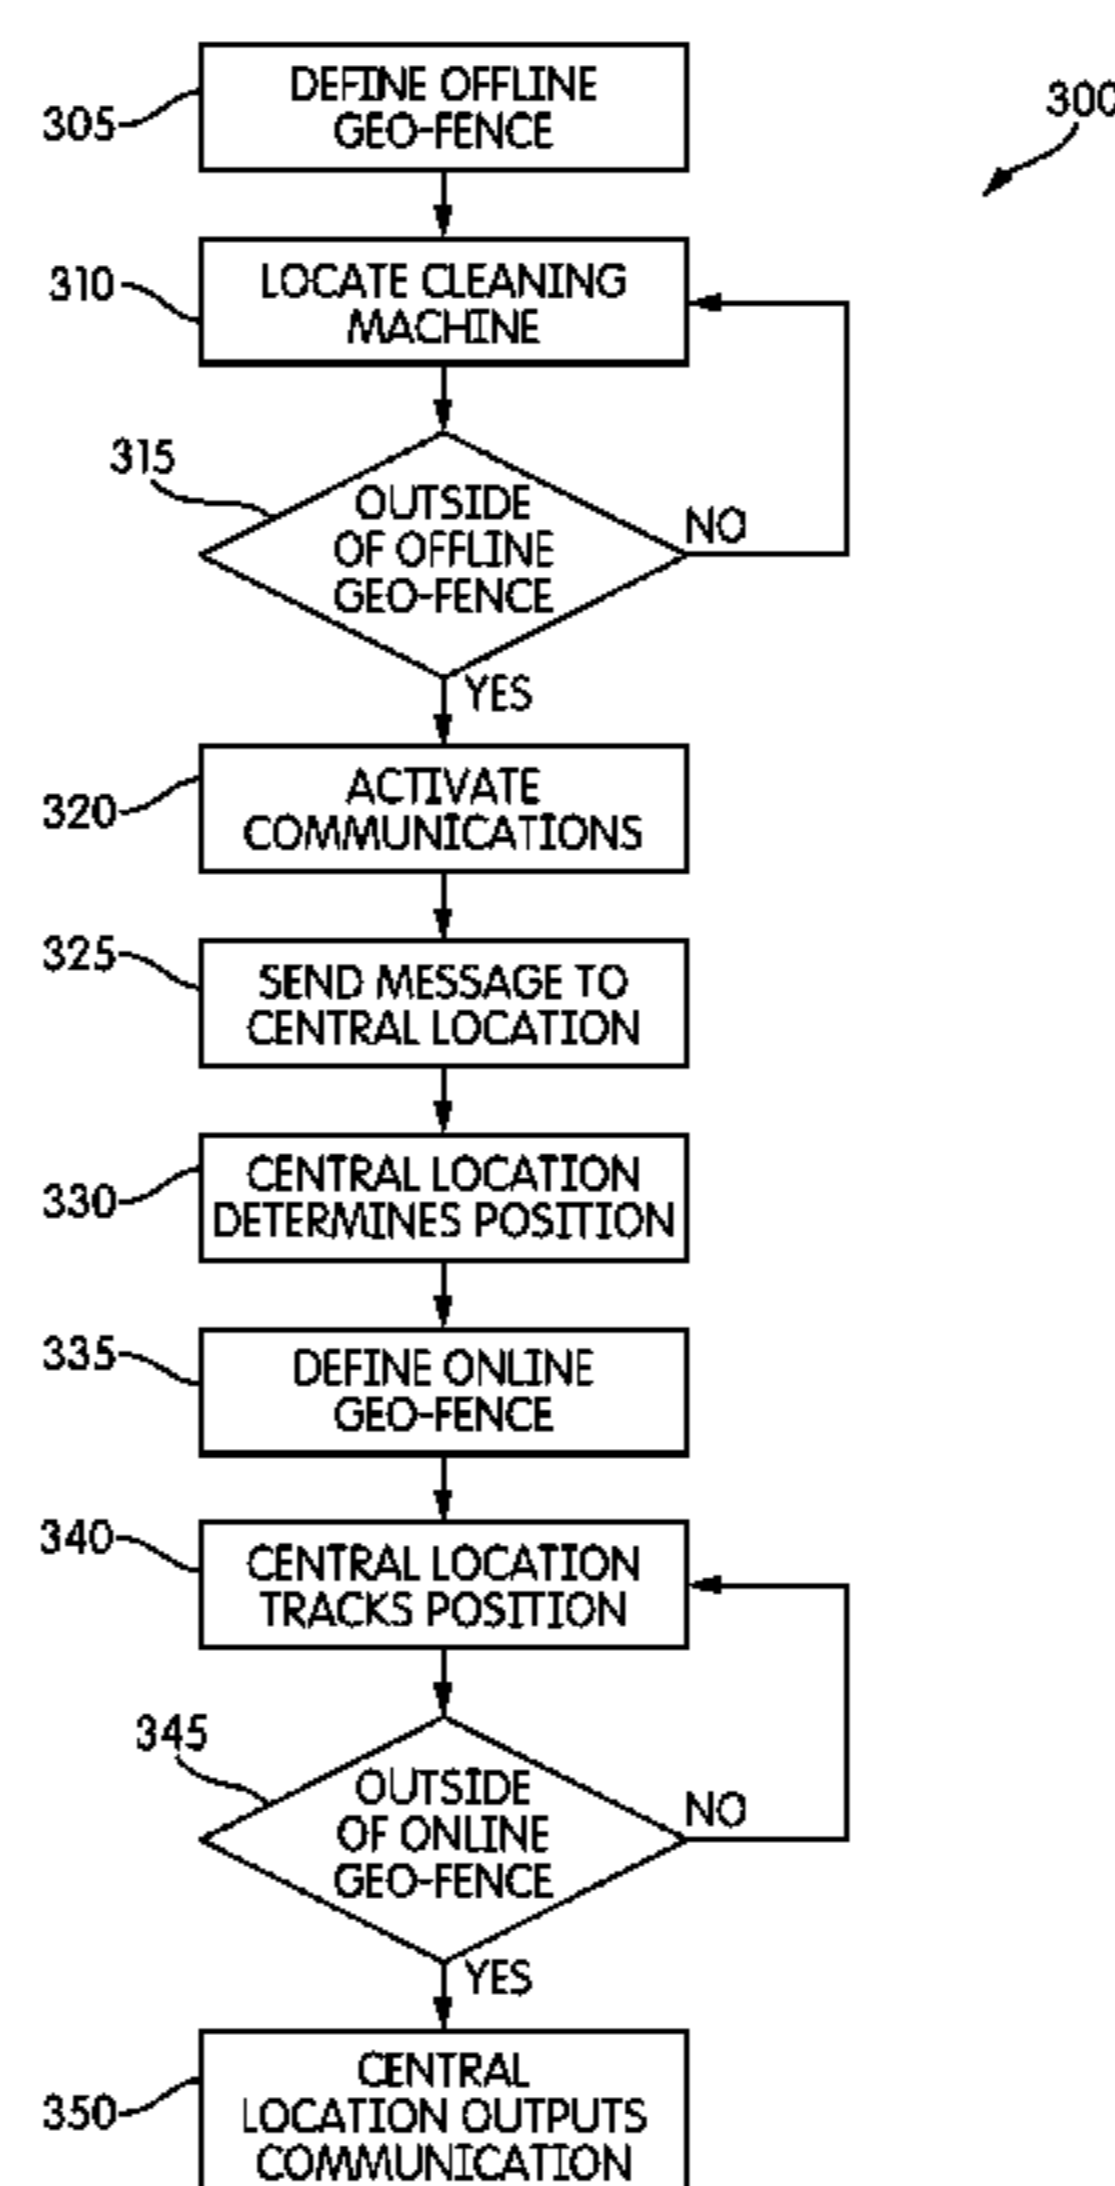 300
305
DEFINE OFFLINE
GEO-FENCE
310
LOCATE CLEANING
MACHINE
315
OUTSIDE
OF OFFLINE
GEO-FENCE
NO
YES
320
ACTIVATE
COMMUNICATIONS
325
SEND MESSAGE TO
CENTRAL LOCATION
330
CENTRAL LOCATION
DETERMINES POSITION
335
DEFINE ONLINE
GEO-FENCE
340
CENTRAL LOCATION
TRACKS POSITION
345
OUTSIDE
OF ONLINE
GEO-FENCE
NO
YES
350
CENTRAL
LOCATION OUTPUTS
COMMUNICATION